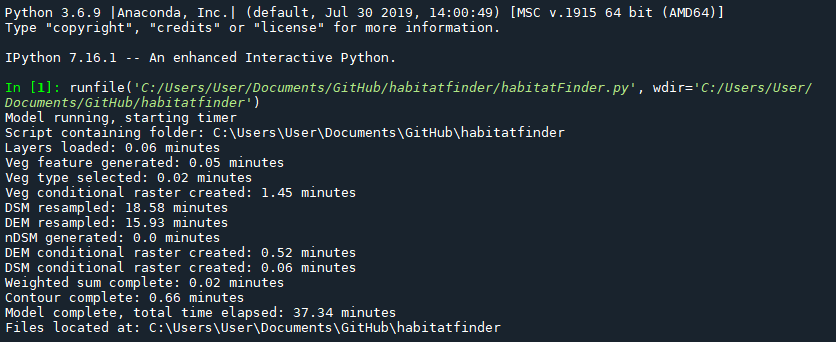 Python 3.6.9 |Anaconda, Inc.| (default, Jul 30 2019, 14:00:49) [MSC v.1915 64 bit (AMD64)]
Type "copyright", "credits" or "license" for more information.
IPython 7.16.1 -- An enhanced Interactive Python.
In [1]: runfile('C:/Users/User/Documents/GitHub/habitatfinder/habitatFinder.py', wdir='C:/Users/User/
Documents/GitHub/habitatfinder')
Model running, starting timer
Script containing folder: C:\Users\User\Documents\GitHub\habitatfinder
Layers loaded: 0.06 minutes
Veg feature generated: 0.05 minutes
Veg type selected: 0.02 minutes
Veg conditional raster created: 1.45 minutes
DSM resampled: 18.58 minutes
DEM resampled: 15.93 minutes
nDSM generated: 0.0 minutes
DEM conditional raster created: 0.52 minutes
DSM conditional raster created: 0.06 minutes
Weighted sum complete: 0.02 minutes
Contour complete: 0.66 minutes
Model complete, total time elapsed: 37.34 minutes
Files located at: C:\Users\User\Documents\GitHub\habitatfinder